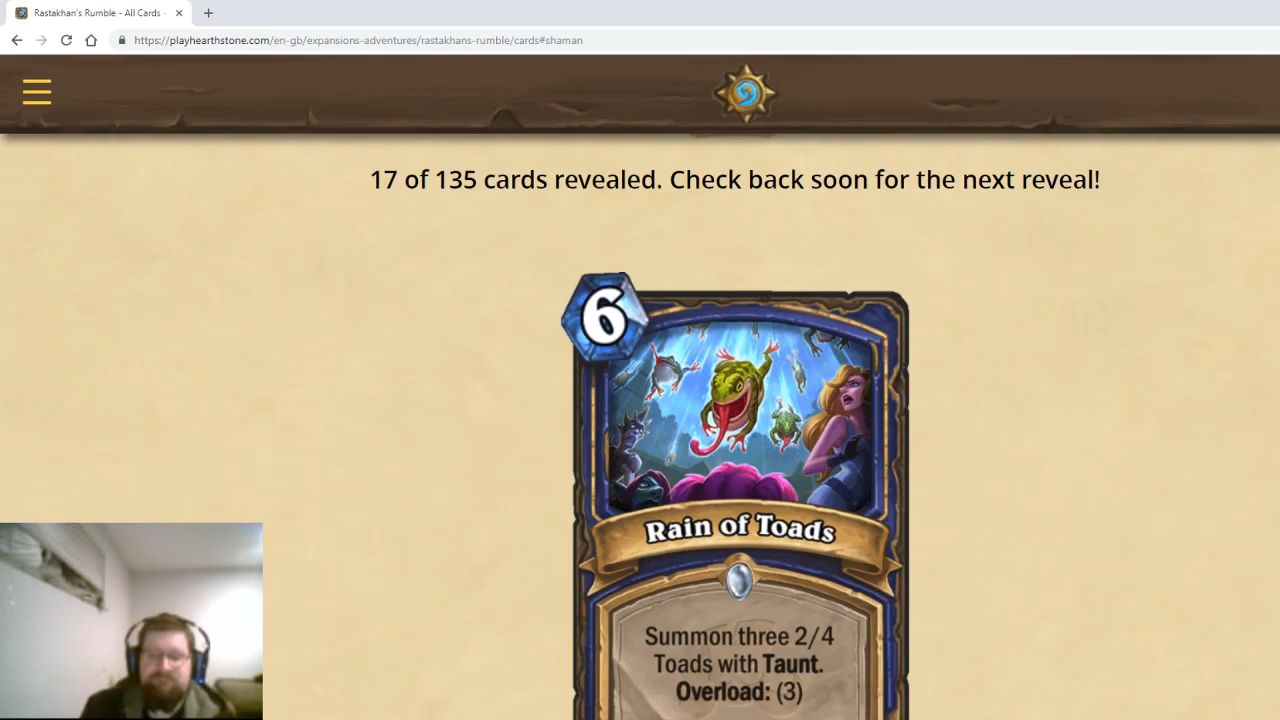 Rastakhan's Rumble - All Cards -
https://playhearthstone.com/en-gb/expansions-adventures/rastakhans-rumble/cards#shaman
17 of 135 cards revealed. Check back soon for the next reveal!
6
Rain of Toads
Summon three 2/4
Toads with Taunt.
Overload: (3)